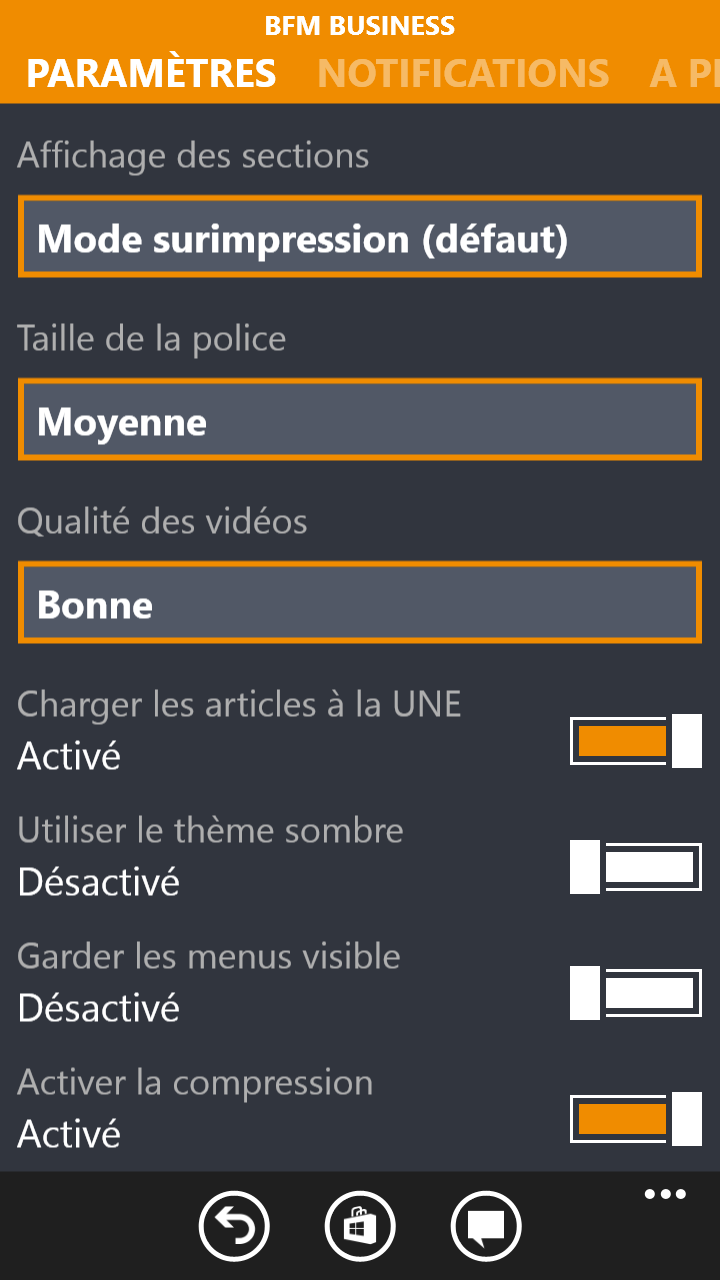 BFM BUSINESS
PARAMÈTRES NOTIFICATIONS A
Affichage des sections
Mode surimpression (défaut)
Taille de la police
Moyenne
Qualité des vidéos
Bonne
Charger les articles à la UNE
Activé
Utiliser le thème sombre
Désactivé
Garder les menus visible
Désactivé
Activer la compression
Activé